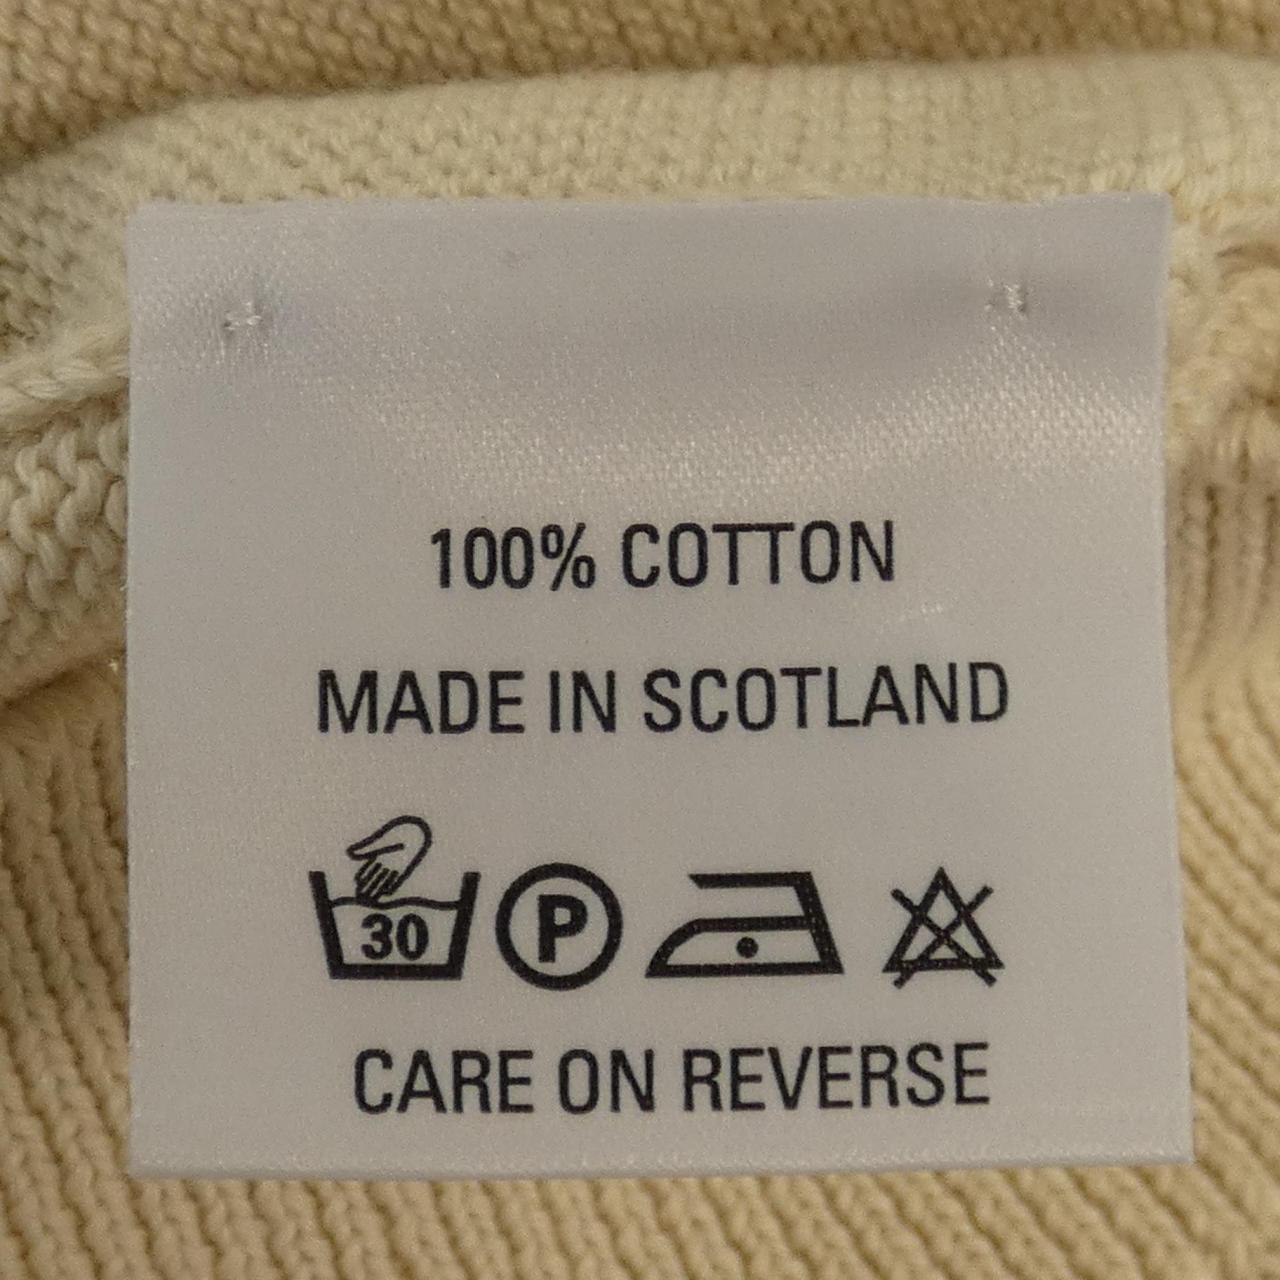 100% COTTON
MADE IN SCOTLAND
30 P
CARE ON REVERSE